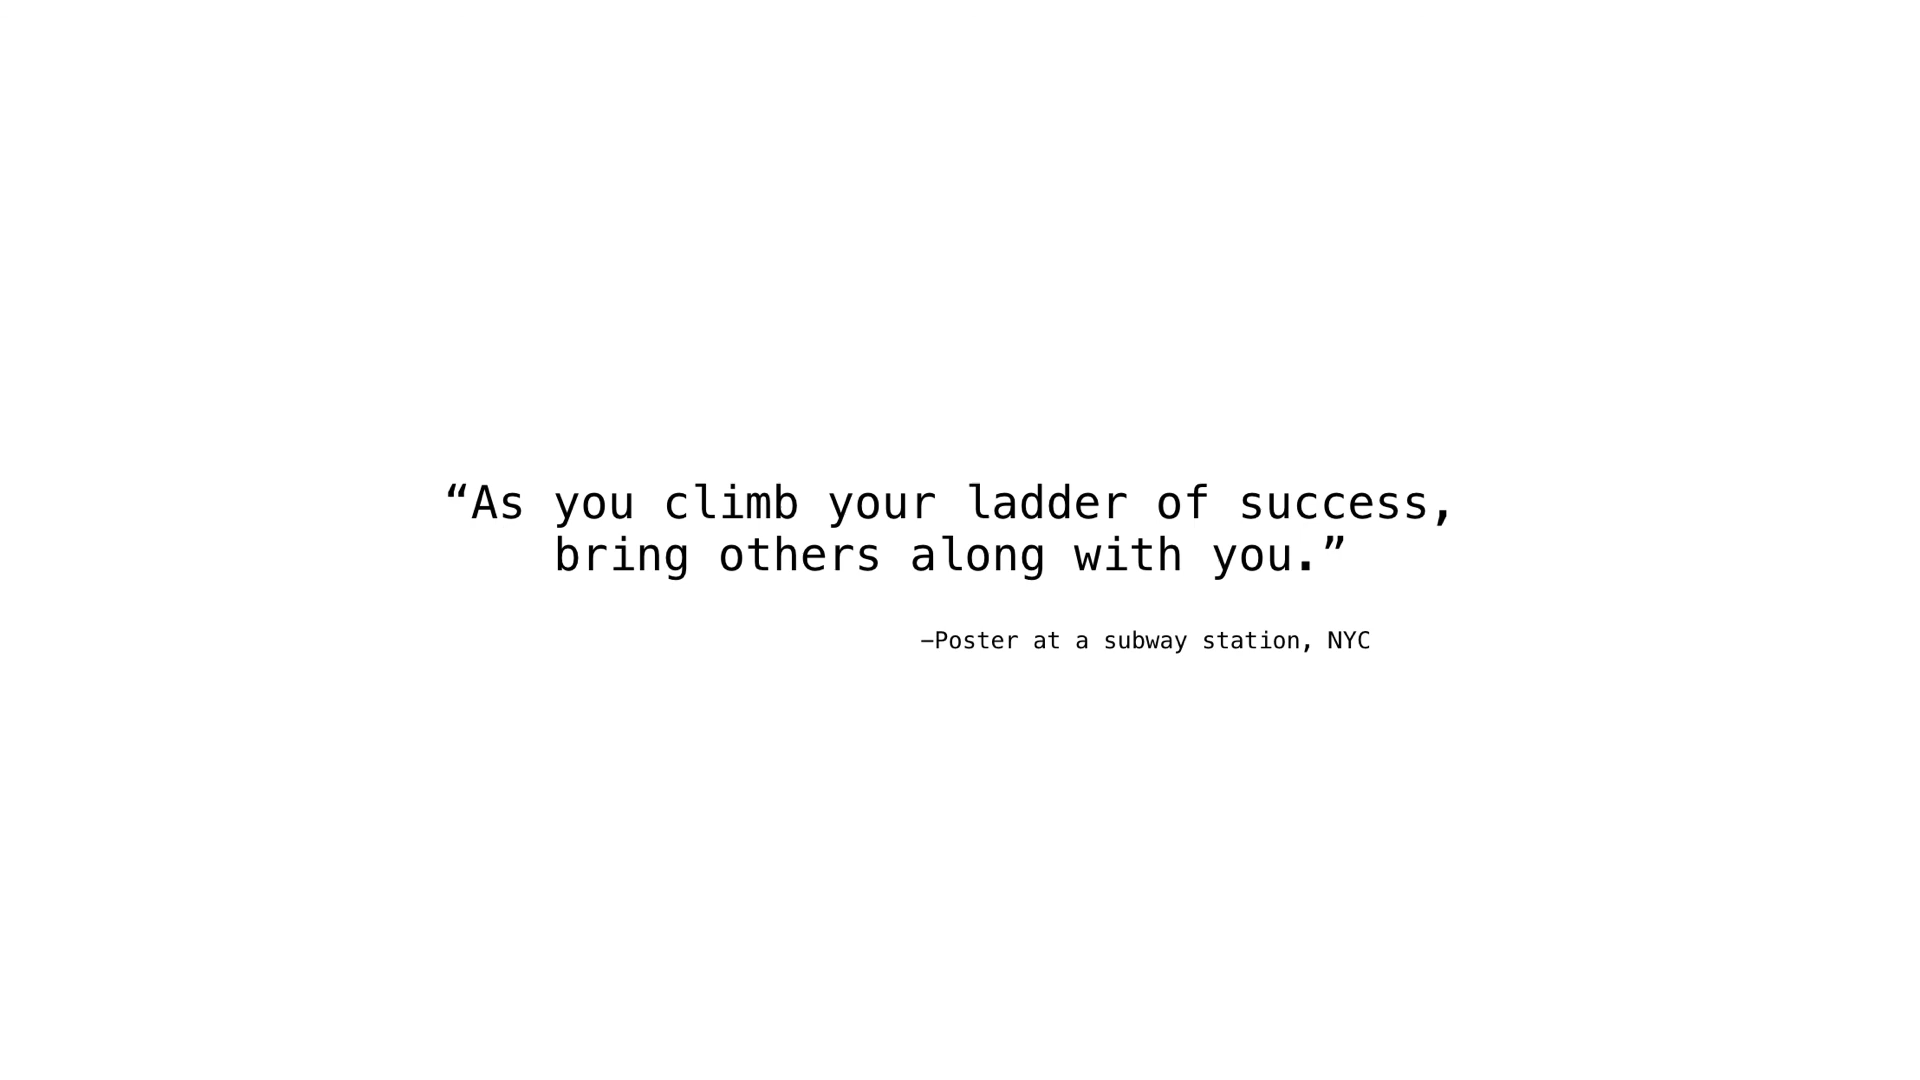 “As you climb your ladder of success,
bring others along with you.”
–Poster at a subway station, NYC